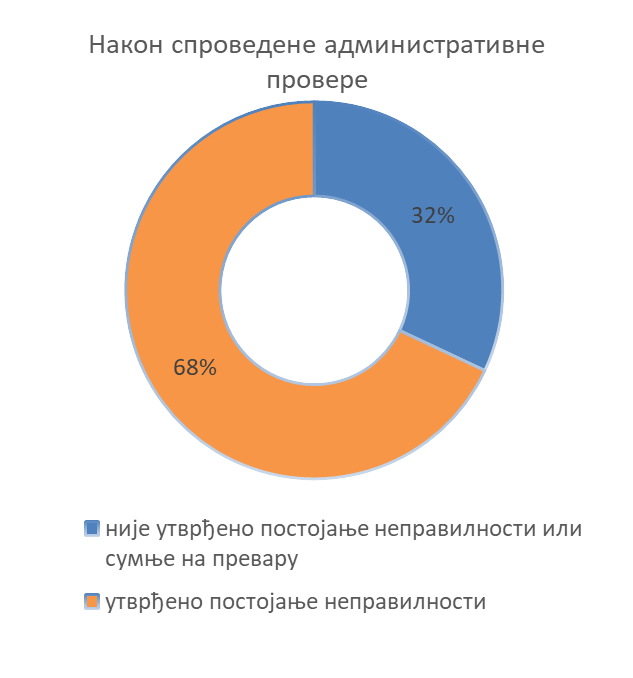 Након спроведене административне
провере
32%
68%
није утврђено постојање неправилности или
сумње на превару
утврђено постојање неправилности